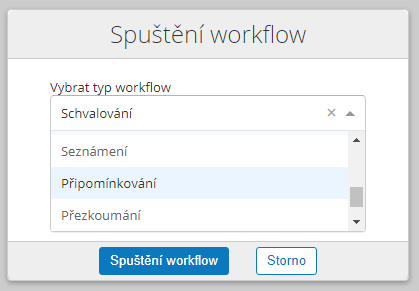 Spuštění workflow
Vybrat typ workflow
Schvalování
Seznámení
Připomínkování
Přezkoumání
Spuštění workflow
Storno